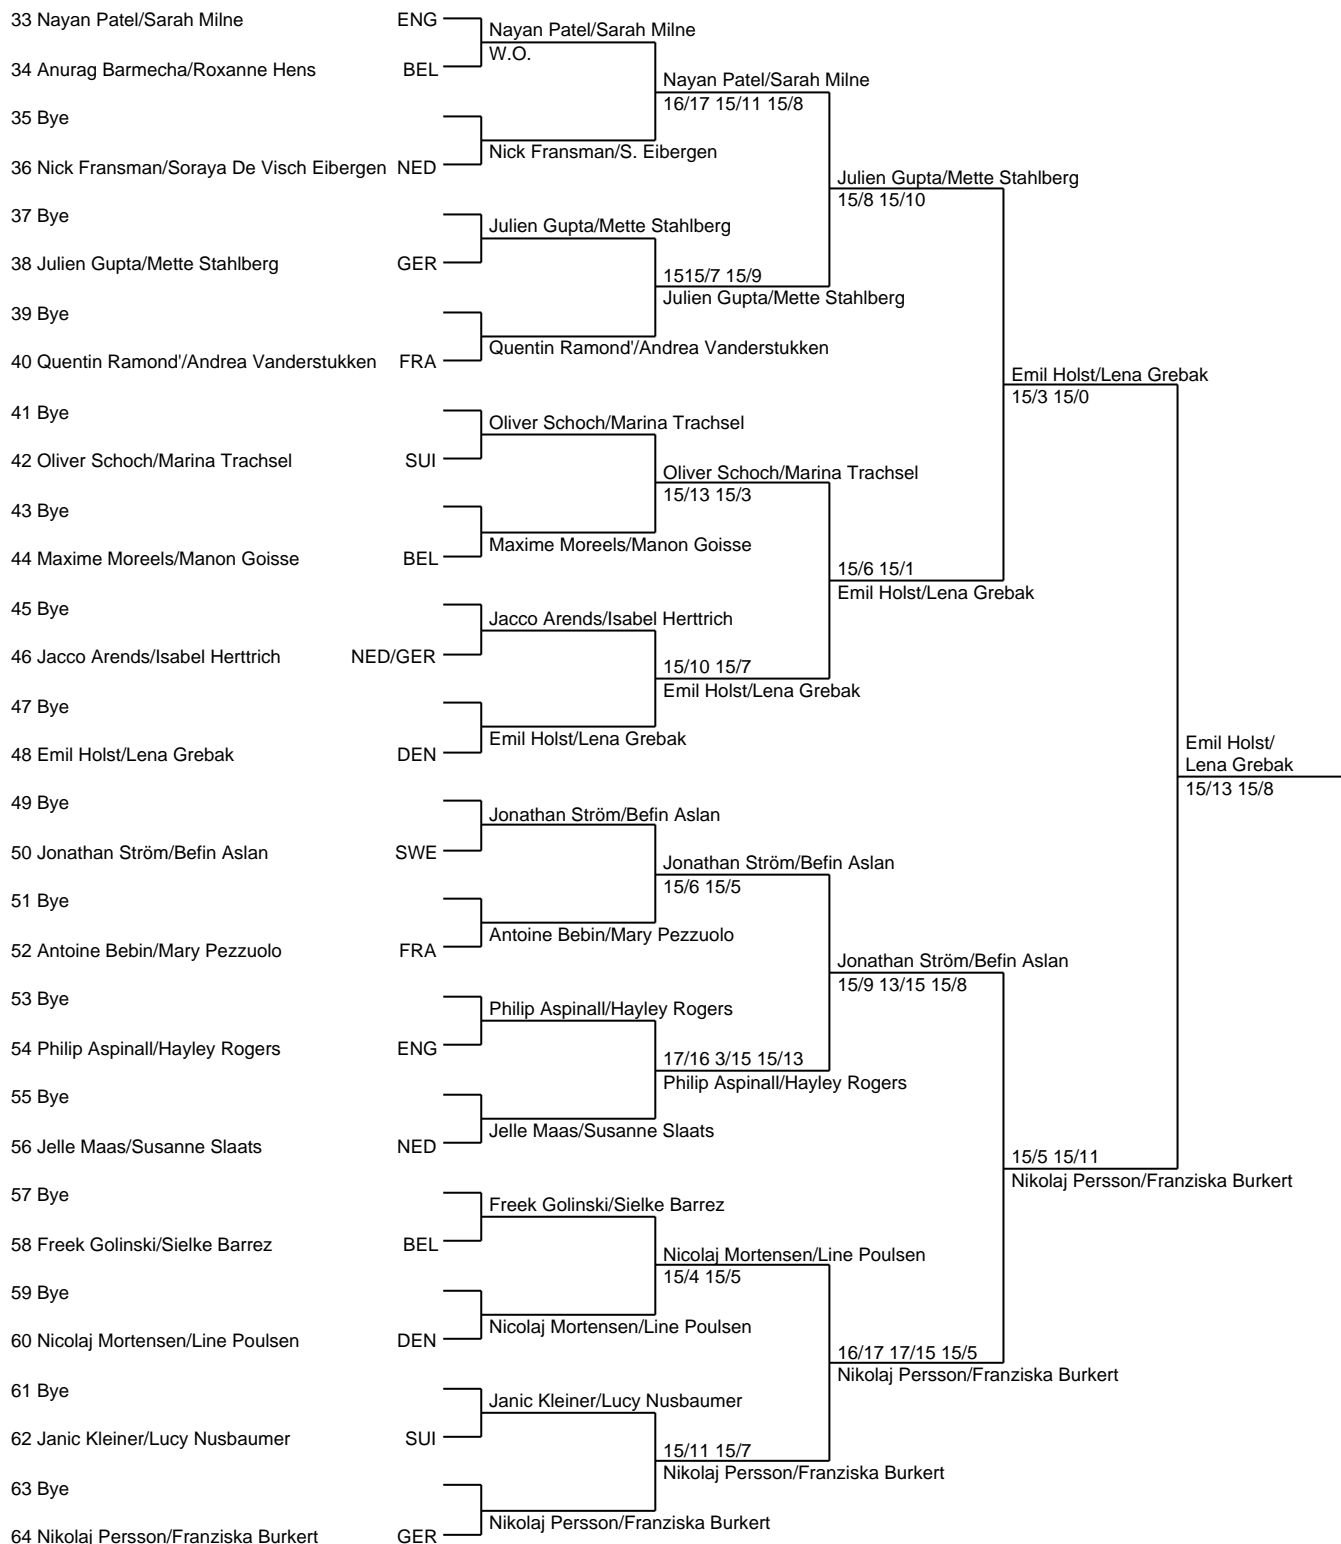 33 Nayan Patel/Sarah Milne ENG
Nayan Patel/Sarah Milne
W.O.
34 Anurag Barmecha/Roxanne Hens BEL
Nayan Patel/Sarah Milne
16/17 15/11 15/8
35 Bye
Nick Fransman/S. Eibergen
36 Nick Fransman/Soraya De Visch Eibergen NED
Julien Gupta/Mette Stahlberg
15/8 15/10
37 Bye
Julien Gupta/Mette Stahlberg
38 Julien Gupta/Mette Stahlberg GER
1515/7 15/9
Julien Gupta/Mette Stahlberg
39 Bye
Quentin Ramond'/Andrea Vanderstukken
40 Quentin Ramond'/Andrea Vanderstukken FRA
Emil Holst/Lena Grebak
15/3 15/0
41 Bye
Oliver Schoch/Marina Trachsel
42 Oliver Schoch/Marina Trachsel SUI
Oliver Schoch/Marina Trachsel
15/13 15/3
43 Bye
Maxime Moreels/Manon Goisse
44 Maxime Moreels/Manon Goisse BEL
15/6 15/1
Emil Holst/Lena Grebak
45 Bye
Jacco Arends/Isabel Herttrich
46 Jacco Arends/Isabel Herttrich NED/GER
15/10 15/7
Emil Holst/Lena Grebak
47 Bye
Emil Holst/Lena Grebak
48 Emil Holst/Lena Grebak DEN
Emil Holst/
Lena Grebak
15/13 15/8
49 Bye
Jonathan Ström/Befin Aslan
50 Jonathan Ström/Befin Aslan SWE
Jonathan Ström/Befin Aslan
15/6 15/5
51 Bye
Antoine Bebin/Mary Pezzuolo
52 Antoine Bebin/Mary Pezzuolo FRA
Jonathan Ström/Befin Aslan
15/9 13/15 15/8
53 Bye
Philip Aspinall/Hayley Rogers
54 Philip Aspinall/Hayley Rogers ENG
17/16 3/15 15/13
Philip Aspinall/Hayley Rogers
55 Bye
Jelle Maas/Susanne Slaats
56 Jelle Maas/Susanne Slaats NED
15/5 15/11
Nikolaj Persson/Franziska Burkert
57 Bye
Freek Golinski/Sielke Barrez
58 Freek Golinski/Sielke Barrez BEL
Nicolaj Mortensen/Line Poulsen
15/4 15/5
59 Bye
Nicolaj Mortensen/Line Poulsen
60 Nicolaj Mortensen/Line Poulsen DEN
16/17 17/15 15/5
Nikolaj Persson/Franziska Burkert
61 Bye
Janic Kleiner/Lucy Nusbaumer
62 Janic Kleiner/Lucy Nusbaumer SUI
15/11 15/7
Nikolaj Persson/Franziska Burkert
63 Bye
Nikolaj Persson/Franziska Burkert
64 Nikolaj Persson/Franziska Burkert GER